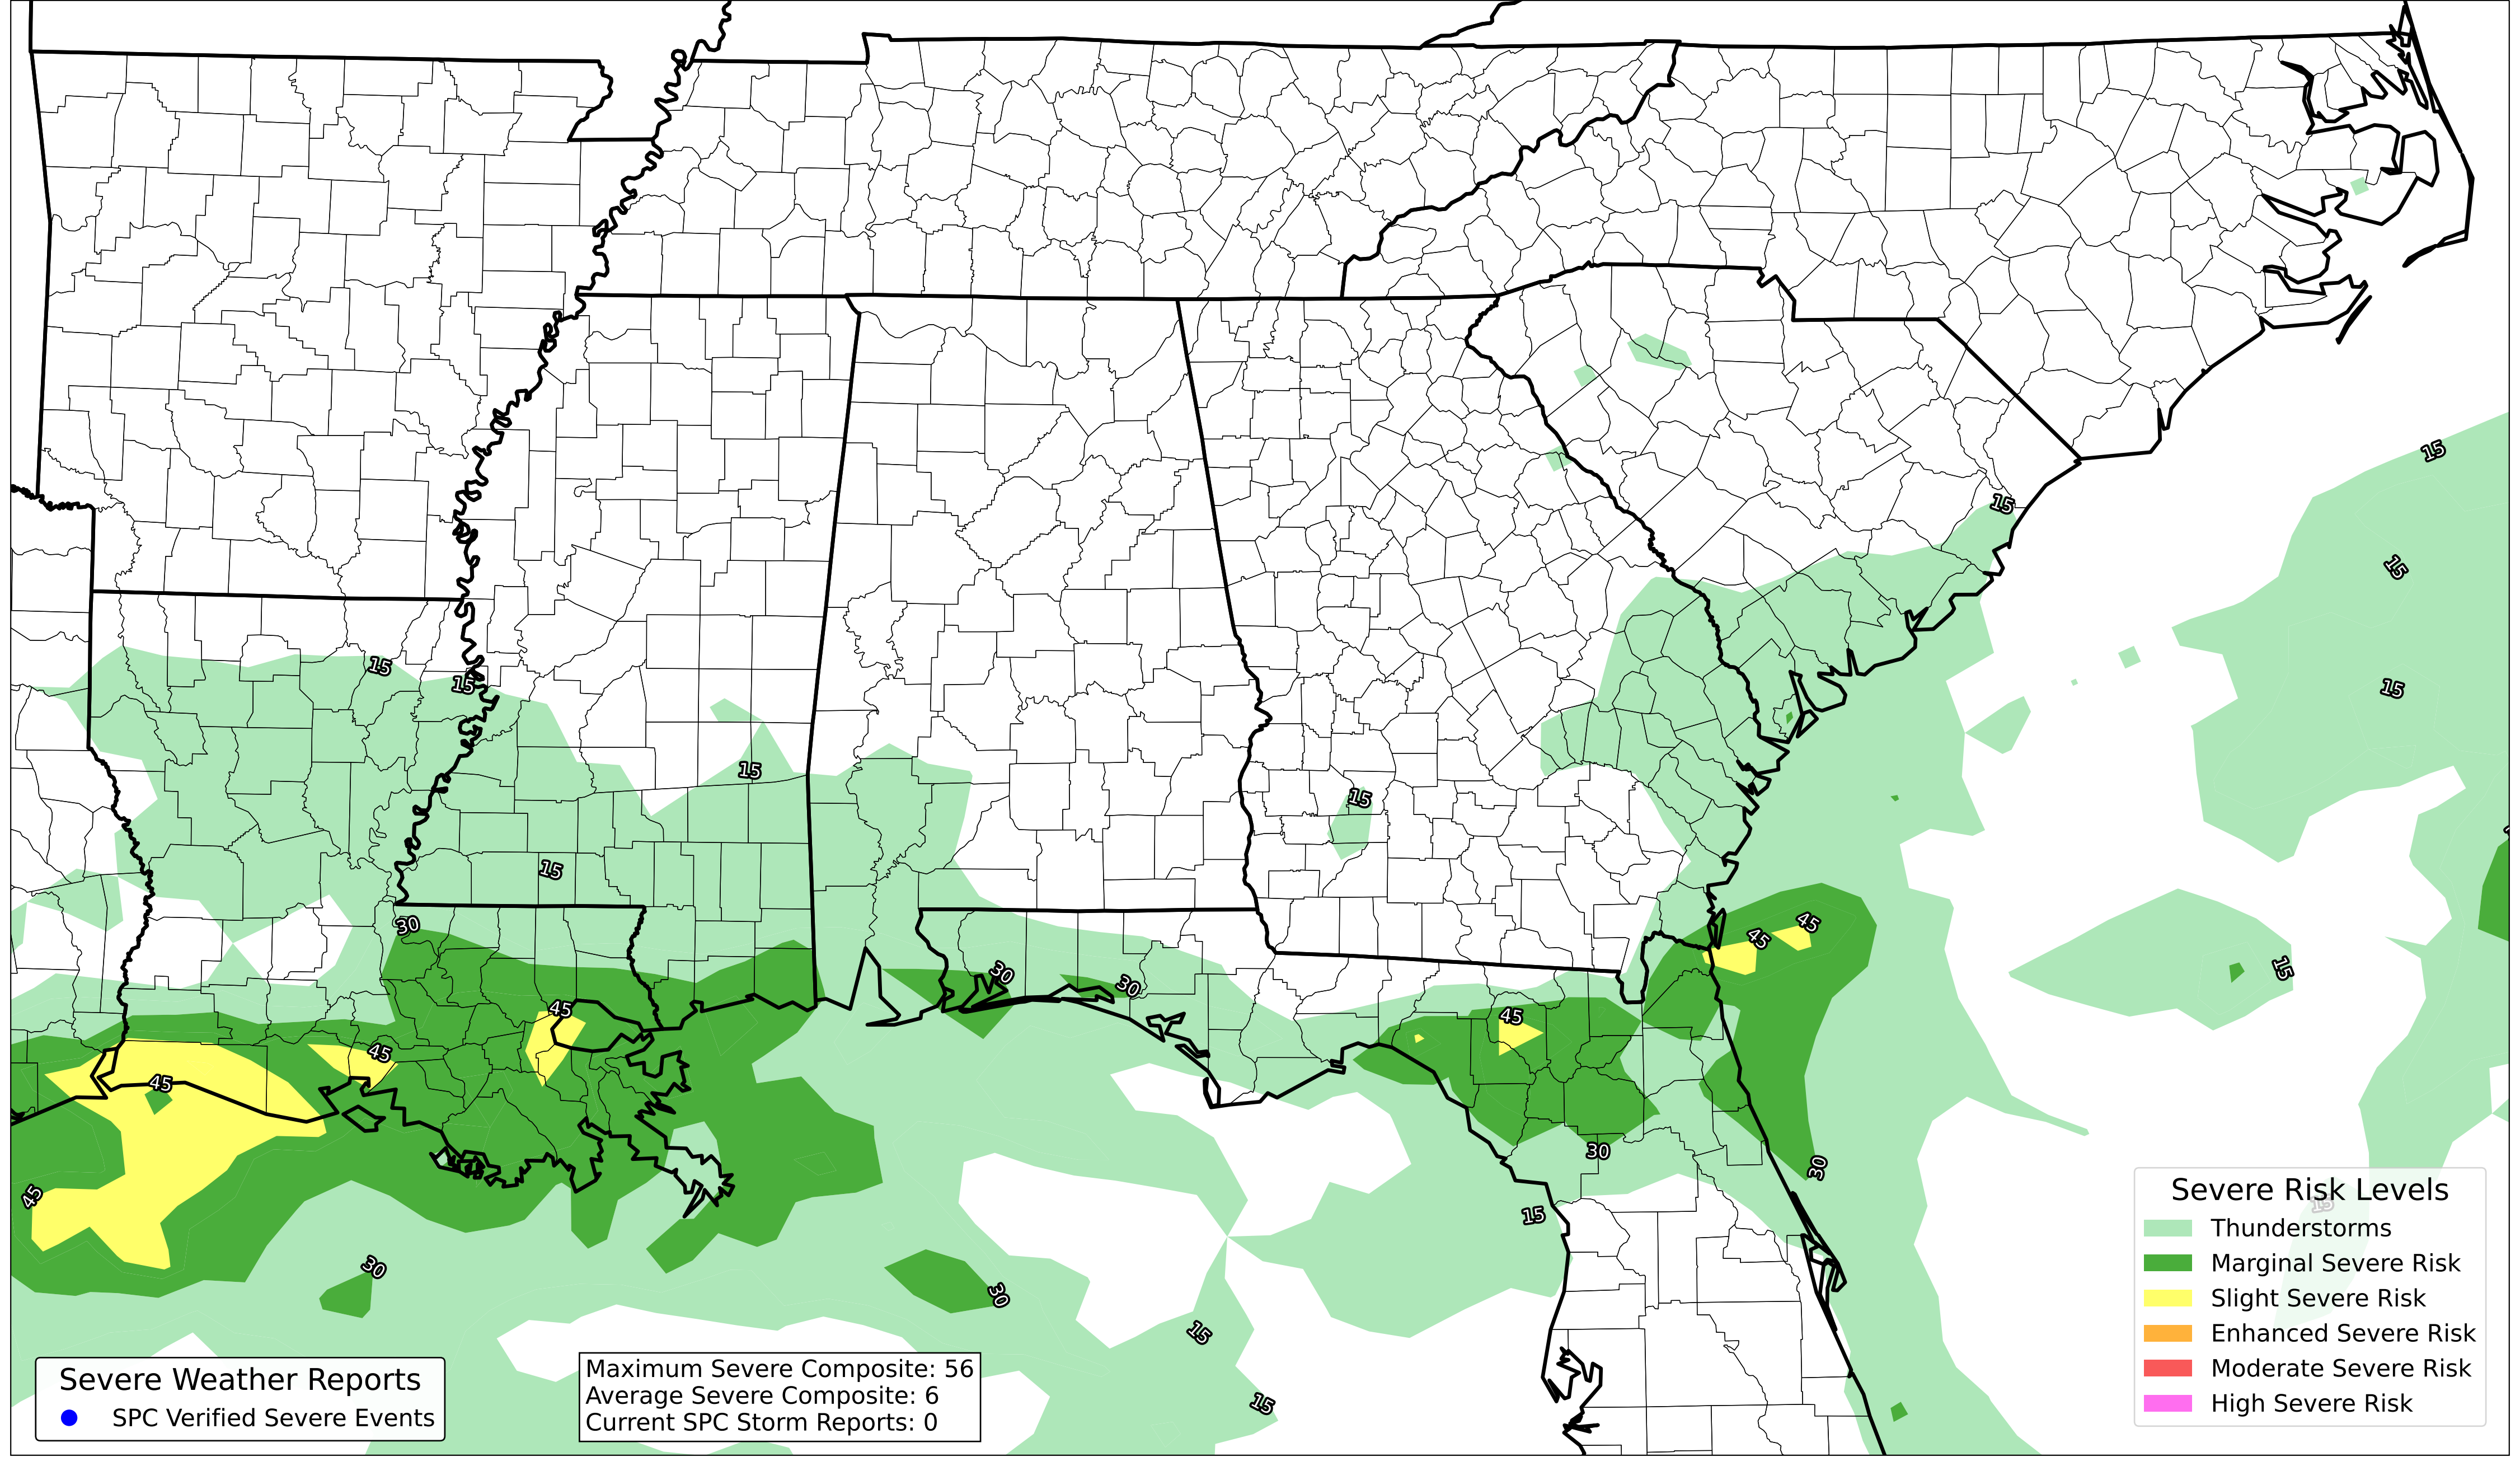 15
15
15
45
45
15
15
15
15
15
30
45
45
30
30
15
45
45
45
45
30
30
30
30
15
15
15
15
Severe Risk Levels
Thunderstorms
Marginal Severe Risk
Slight Severe Risk
Enhanced Severe Risk
Moderate Severe Risk
High Severe Risk
Severe Weather Reports
SPC Verified Severe Events
Maximum Severe Composite: 56
Average Severe Composite: 6
Current SPC Storm Reports: 0